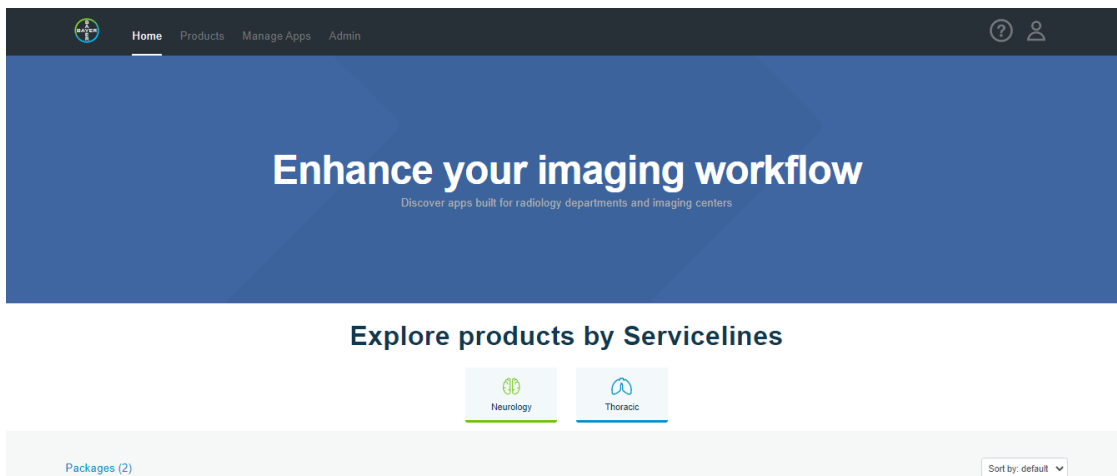 BAYER
Home Products Manage Apps Admin
Enhance your imaging workflow
Discover apps built for radiology departments and imaging centers
Explore products by Servicelines
Neurology Thoracic
Packages (2) Sort by: default